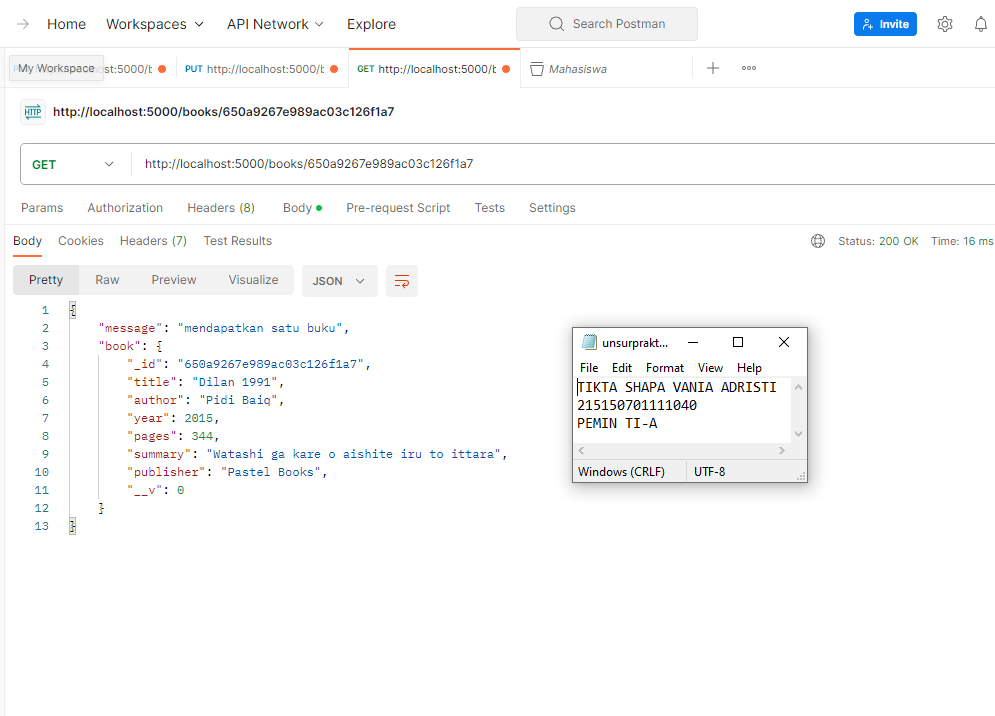 Home Workspaces API Network Explore Search Postman Invite
My Workspace st:5000/b PUT http://localhost:5000/b GET http://localhost:5000/b Mahasiswa
HTTP http://localhost:5000/books/650a9267e989ac03c126f1a7
GET http://localhost:5000/books/650a9267e989ac03c126f1a7
Params Authorization Headers (8) Body Pre-request Script Tests Settings
Body Cookies Headers (7) Test Results Status: 200 OK Time: 16 ms
Pretty Raw Preview Visualize JSON
1 {
2 "message": "mendapatkan satu buku",
3 "book": {
4 "_id": "650a9267e989ac03c126f1a7",
5 "title": "Dilan 1991",
6 "author": "Pidi Baiq",
7 "year": 2015,
8 "pages": 344,
9 "summary": "Watashi ga kare o aishite iru to ittara",
10 "publisher": "Pastel Books",
11 "__v": 0
12 }
13 }
unsurprakt...
File Edit Format View Help
TIKTA SHAPA VANIA ADRISTI
215150701111040
PEMIN TI-A
Windows (CRLF) UTF-8